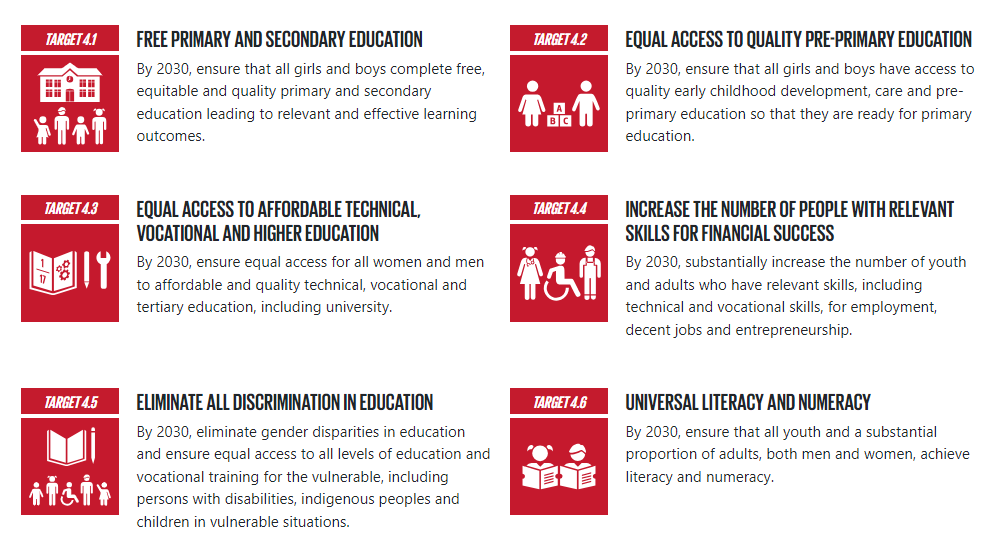 TARGET 4.1
FREE PRIMARY AND SECONDARY EDUCATION
By 2030, ensure that all girls and boys complete free,
equitable and quality primary and secondary
education leading to relevant and effective learning
outcomes.
TARGET 4.2
EQUAL ACCESS TO QUALITY PRE-PRIMARY EDUCATION
By 2030, ensure that all girls and boys have access to
quality early childhood development, care and pre-
primary education so that they are ready for primary
education.
A
B C
TARGET 4.3
EQUAL ACCESS TO AFFORDABLE TECHNICAL,
VOCATIONAL AND HIGHER EDUCATION
By 2030, ensure equal access for all women and men
to affordable and quality technical, vocational and
tertiary education, including university.
1
17
TARGET 4.4
INCREASE THE NUMBER OF PEOPLE WITH RELEVANT
SKILLS FOR FINANCIAL SUCCESS
By 2030, substantially increase the number of youth
and adults who have relevant skills, including
technical and vocational skills, for employment,
decent jobs and entrepreneurship.
TARGET 4.5
ELIMINATE ALL DISCRIMINATION IN EDUCATION
By 2030, eliminate gender disparities in education
and ensure equal access to all levels of education and
vocational training for the vulnerable, including
persons with disabilities, indigenous peoples and
children in vulnerable situations.
TARGET 4.6
UNIVERSAL LITERACY AND NUMERACY
By 2030, ensure that all youth and a substantial
proportion of adults, both men and women, achieve
literacy and numeracy.